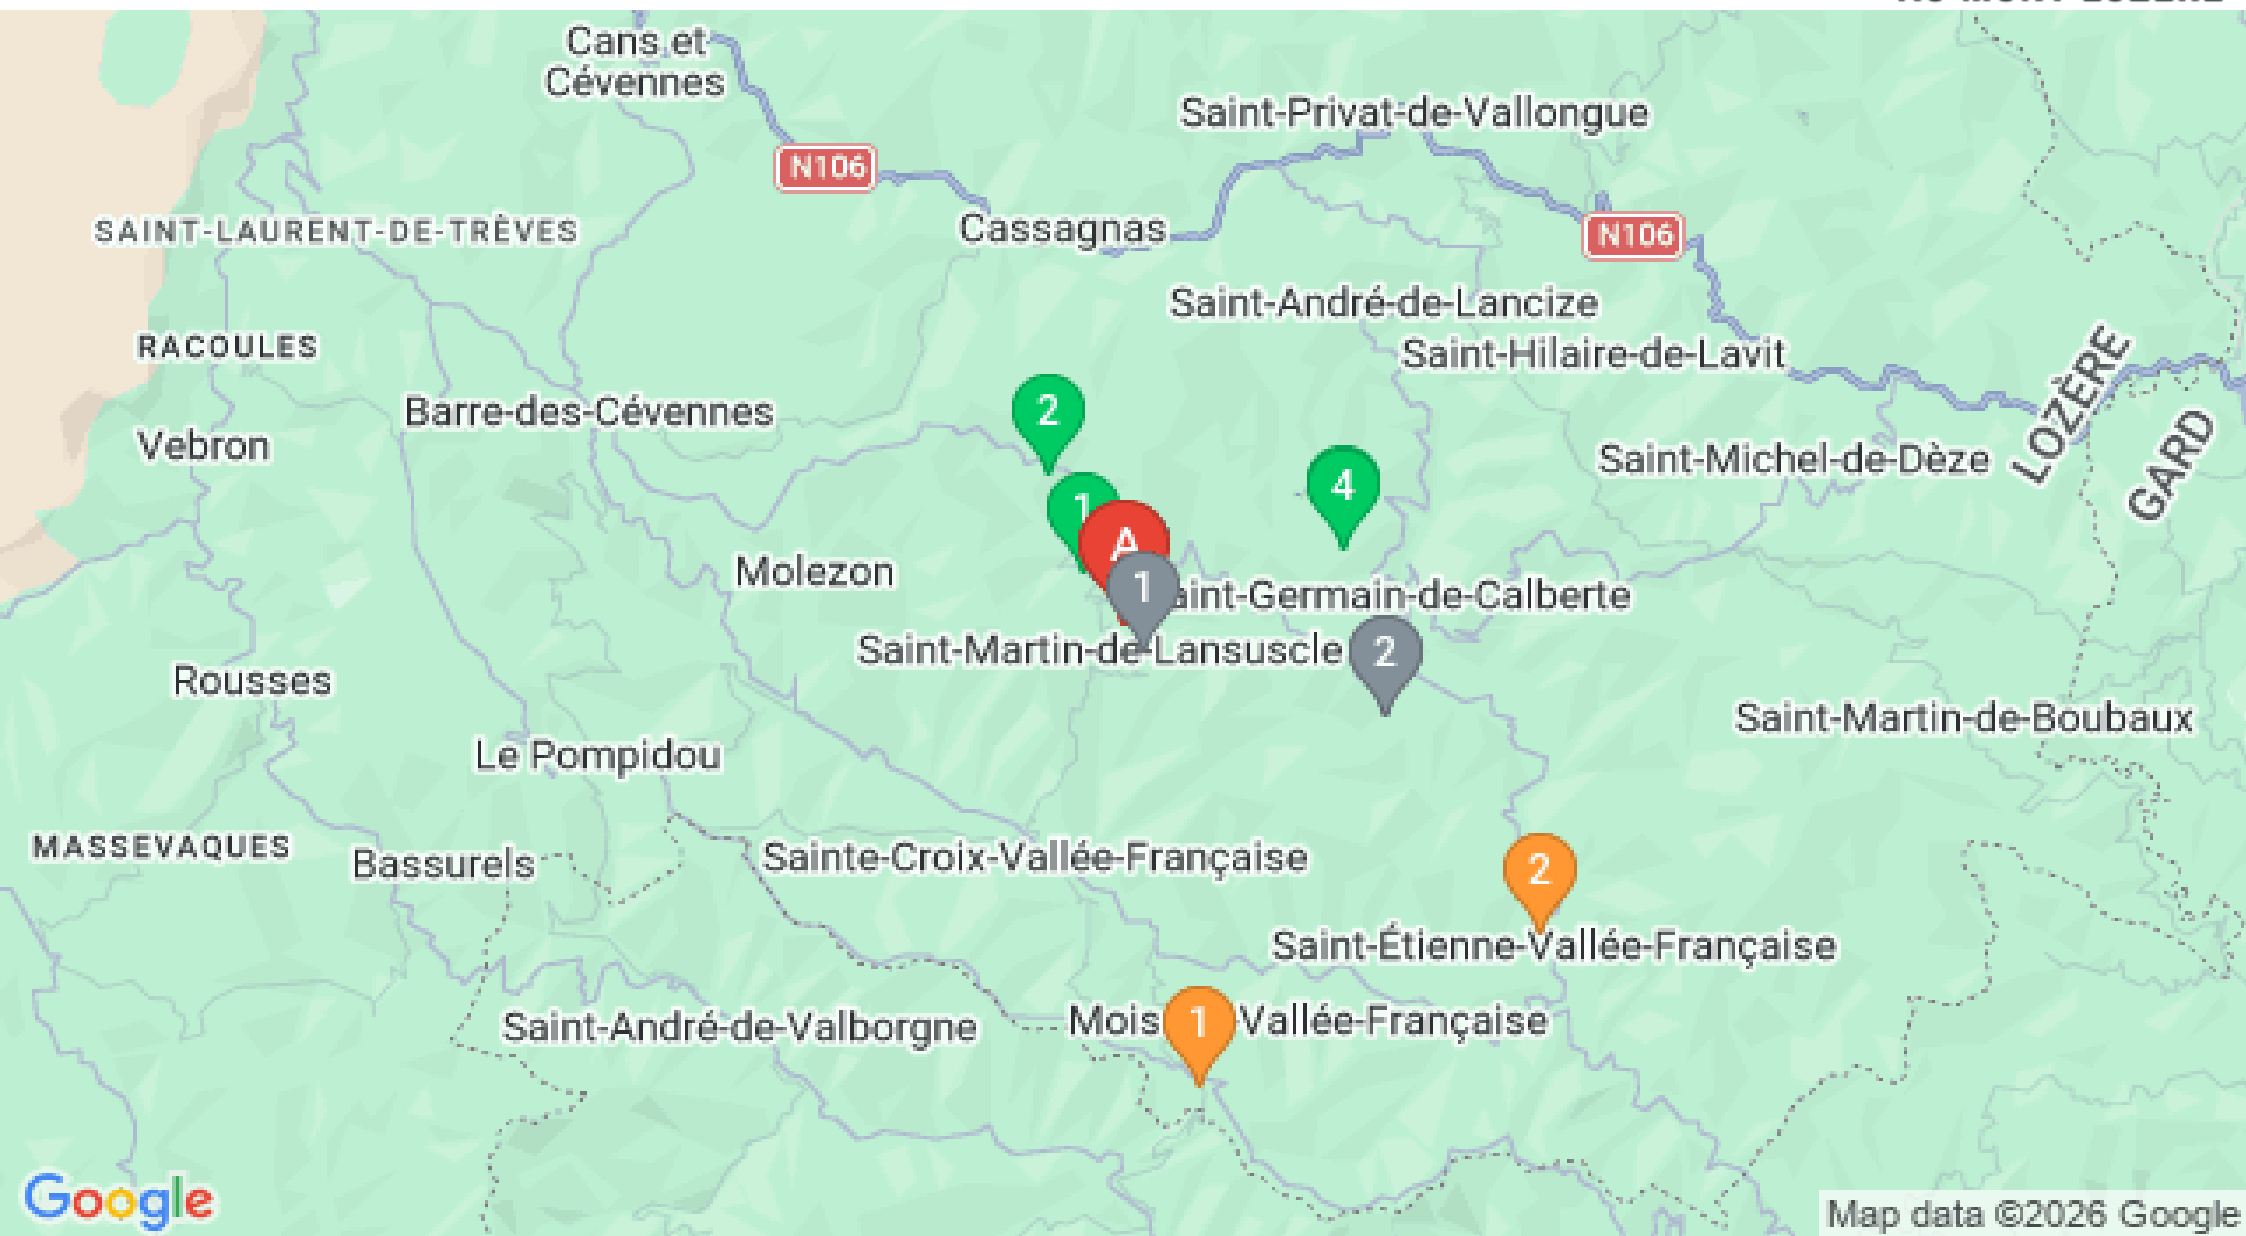 Cans et
Cévennes
Saint-Privat-de-Vallongue
N106
SAINT-LAURENT-DE-TRÈVES
Cassagnas
N106
Saint-André-de-Lancize
RACOULES
Saint-Hilaire-de-Lavit
LOZÈRE
Barre-des-Cévennes
2
Vebron
Saint-Michel-de-Dèze
GARD
4
1
A
Molezon
1
aint-Germain-de-Calberte
Saint-Martin-de-Lansuscle
2
Rousses
Saint-Martin-de-Boubaux
Le Pompidou
MASSEVAQUES
Bassurels
Sainte-Croix-Vallée-Française
2
Saint-Étienne-Vallée-Française
Saint-André-de-Valborgne
Mois 1 -Vallée-Française
Google
Map data ©2026 Google